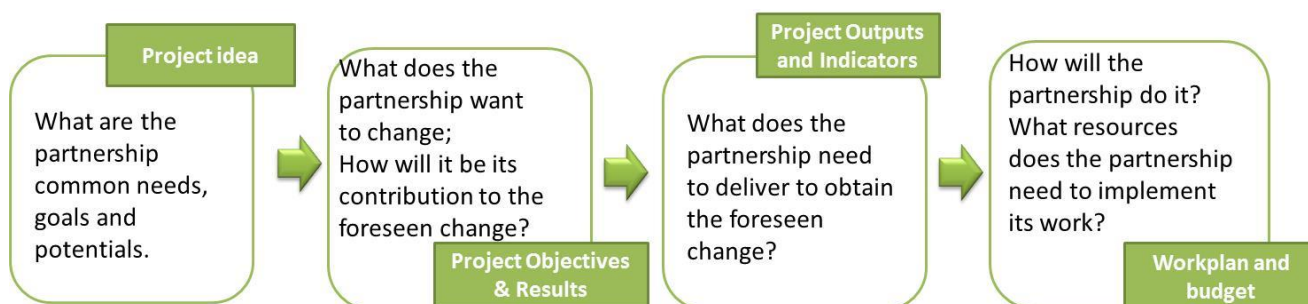 Project idea
What are the
partnership
common needs,
goals and
potentials.
What does the
partnership want
to change;
How will it be its
contribution to the
foreseen change?
Project Objectives
& Results
Project Outputs
and Indicators
What does the
partnership need
to deliver to obtain
the foreseen
change?
How will the
partnership do it?
What resources
does the partnership
need to implement
its work?
Workplan and
budget